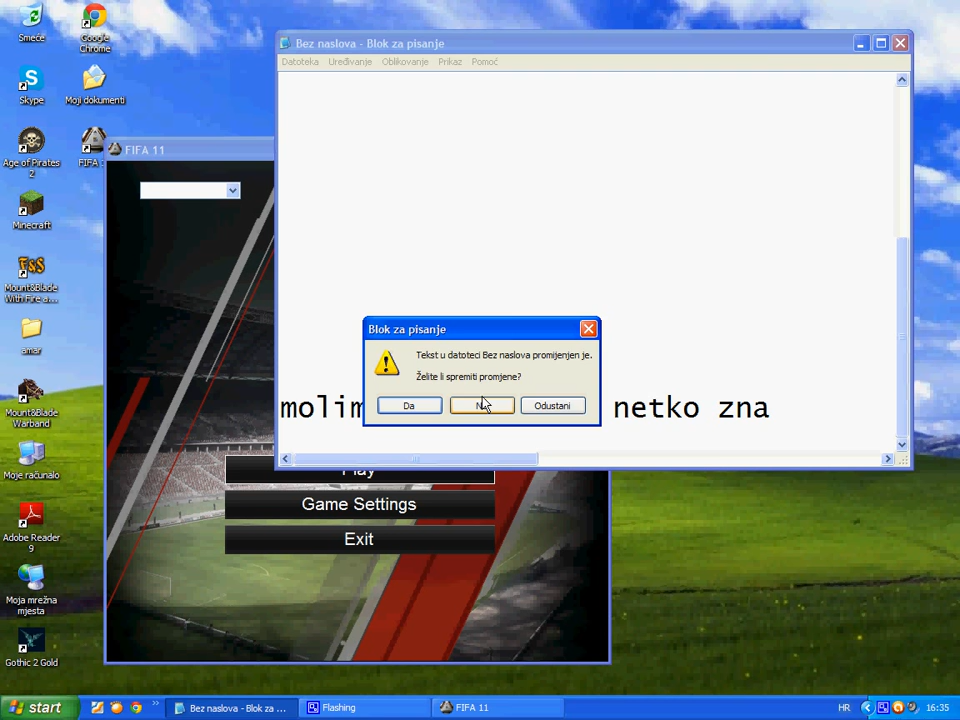 Smeće
Google
Chrome
Bez naslova - Blok za pisanje
Datoteka Uređivanje Oblikovanje Prikaz Pomoć
Skype
Moji dokumenti
Age of Pirates
2
FIFA
FIFA 11
Minecraft
Mount&Blade
With Fire a...
amar
Blok za pisanje
Tekst u datoteci Bez naslova promijenjen je.
Želite li spremiti promjene?
Da
Odustani
molim
netko zna
Mount&Blade
Warband
Moje računalo
Play
Game Settings
Exit
Adobe Reader
9
Moja mrežna
mjesta
Gothic 2 Gold
start
Bez naslova - Blok za ...
Flashing
FIFA 11
HR
16:35